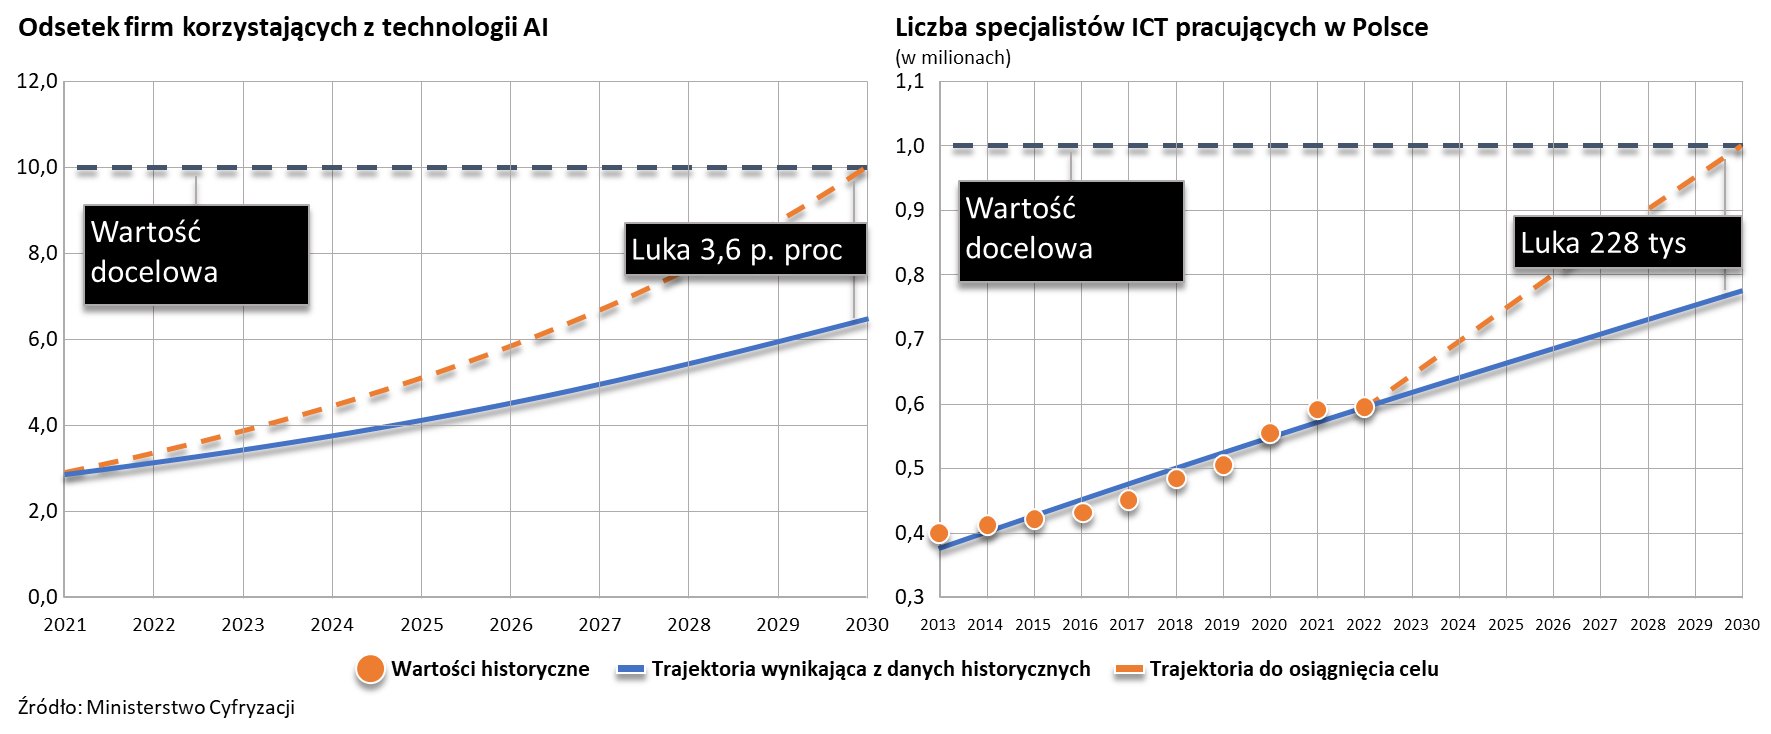 Odsetek firm korzystających z technologii AI
12,0
10,0
8,0
6,0
4,0
2,0
0,0
Wartość
docelowa
Luka 3,6 p. proc
2021 2022 2023 2024 2025 2026 2027 2028 2029 2030
Liczba specjalistów ICT pracujących w Polsce
(w milionach)
1,1
1,0
0,9
0,8
0,7
0,6
0,5
0,4
0,3
Wartość
docelowa
Luka 228 tys
2013 2014 2015 2016 2017 2018 2019 2020 2021 2022 2023 2024 2025 2026 2027 2028 2029 2030
Wartości historyczne Trajektoria wynikająca z danych historycznych Trajektoria do osiągnięcia celu
Źródło: Ministerstwo Cyfryzacji